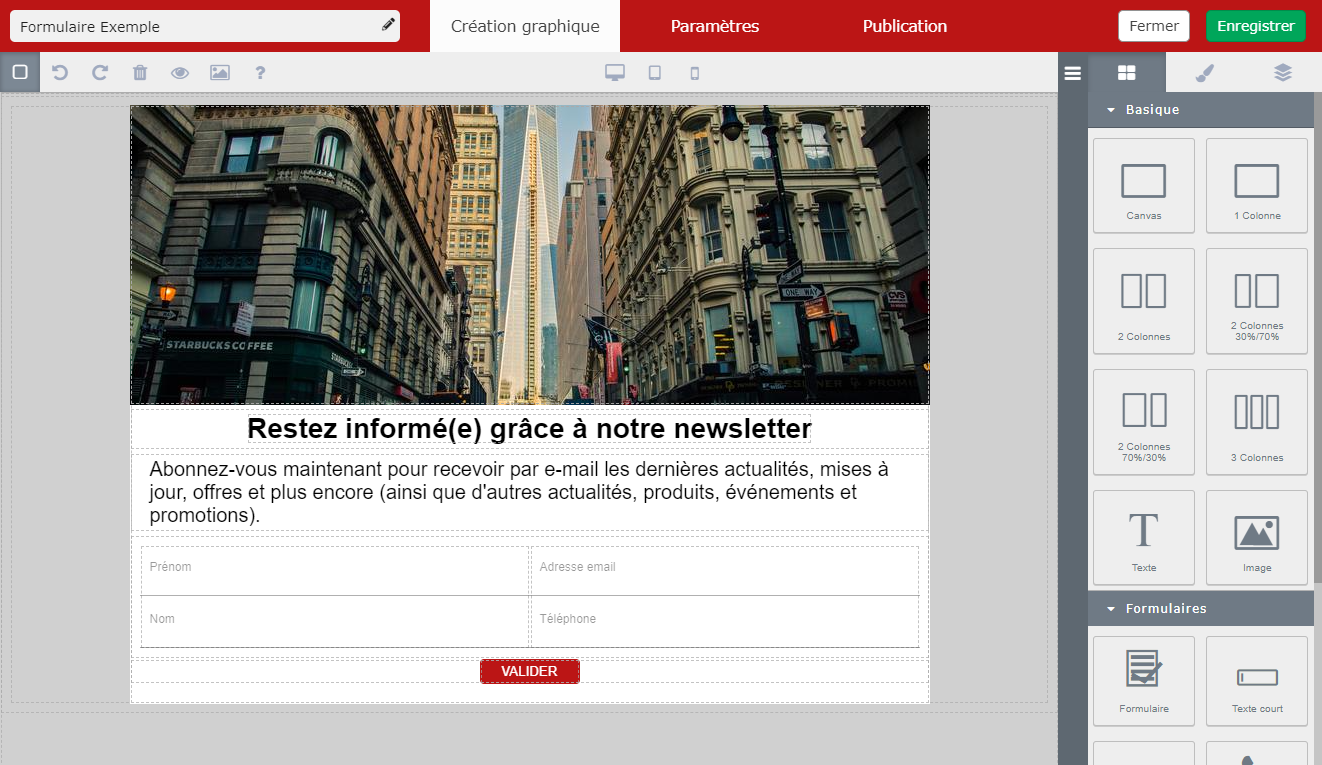 Formulaire Exemple
Création graphique
Paramètres
Publication
Fermer
Enregistrer
?
Basique
Canvas
1 Colonne
2 Colonnes
2 Colonnes
30%/70%
2 Colonnes
70%/30%
3 Colonnes
T
Texte
Image
Formulaires
Formulaire
Texte court
STARBUCKS COFFEE
ONE WAY
Restez informé(e) grâce à notre newsletter
Abonnez-vous maintenant pour recevoir par e-mail les dernières actualités, mises à
jour, offres et plus encore (ainsi que d'autres actualités, produits, événements et
promotions).
Prénom
Adresse email
Nom
Téléphone
VALIDER